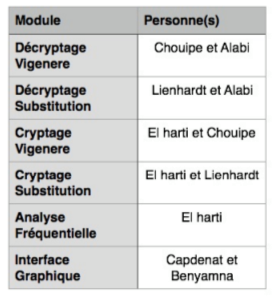 Module Personne(s)
Décryptage Chouipe et Alabi
Vigenere
Décryptage Lienhardt et Alabi
Substitution
Cryptage El harti et Chouipe
Vigenere
Cryptage El harti et Lienhardt
Substitution
Analyse El harti
Fréquentielle
Interface Capdenat et
Graphique Benyamna